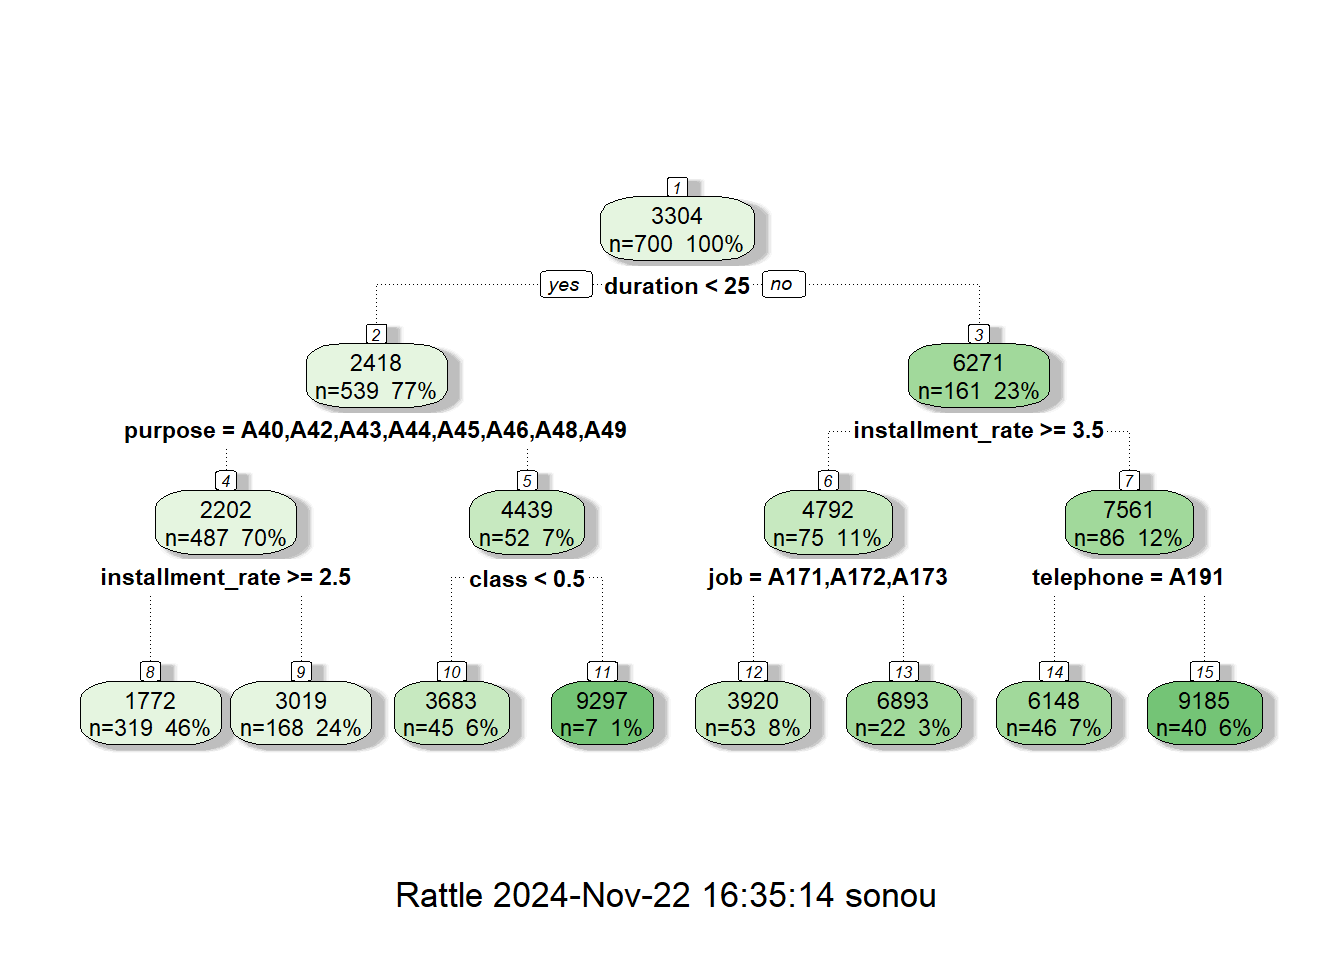 1
3304
n=700 100%
yes duration < 25 no
2 3
2418 6271
n=539 77% n=161 23%
purpose = A40,A42,A43,A44,A45,A46,A48,A49 installment_rate >= 3.5
4 5 6 7
2202 4439 4792 7561
n=487 70% n=52 7% n=75 11% n=86 12%
installment_rate >= 2.5 class < 0.5 job = A171,A172,A173 telephone = A191
8 9 10 11 12 13 14 15
1772 3019 3683 9297 3920 6893 6148 9185
n=319 46% n=168 24% n=45 6% n=7 1% n=53 8% n=22 3% n=46 7% n=40 6%
Rattle 2024-Nov-22 16:35:14 sonou